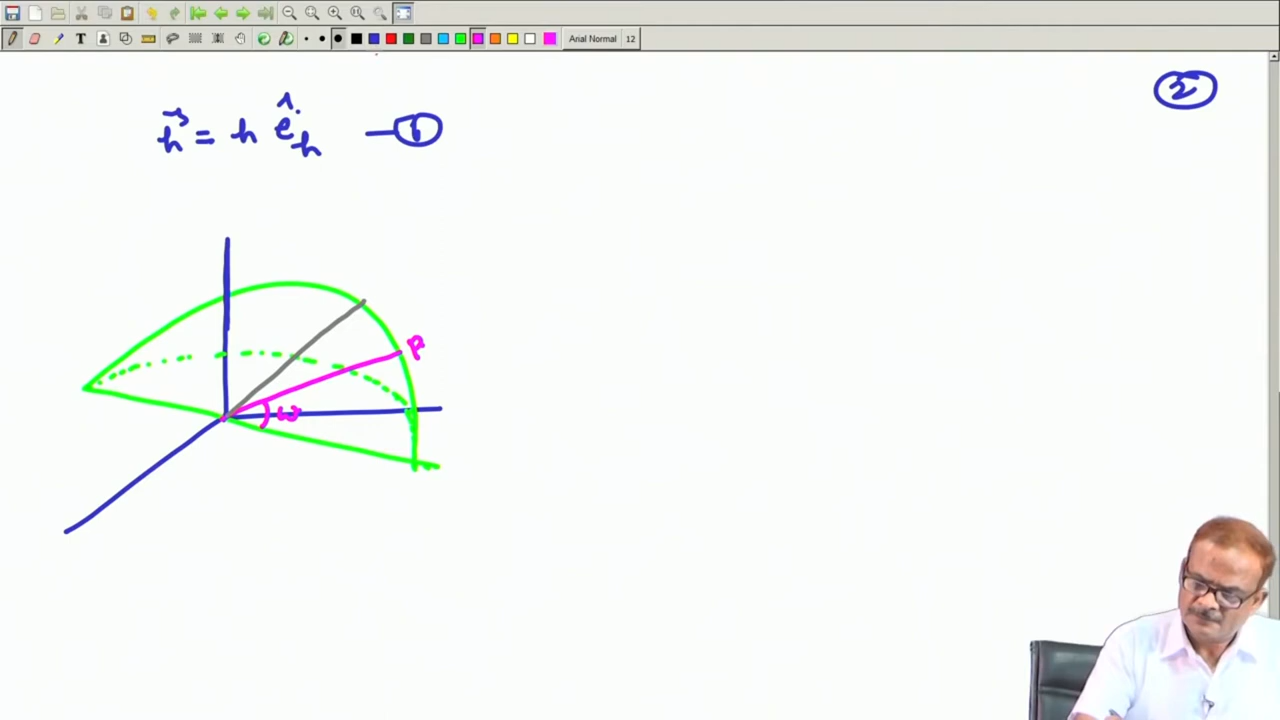 Arial Normal 12
2
h⃗ = h ê_h —①
P
ω